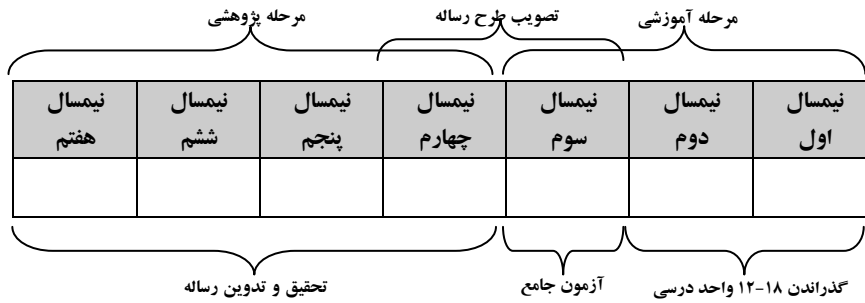 مرحله آموزشی
تصویب طرح رساله
مرحله پژوهشی
نیمسال اول
نیمسال دوم
نیمسال سوم
نیمسال چهارم
نیمسال پنجم
نیمسال ششم
نیمسال هفتم
گذراندن ۱۸-۱۲ واحد درسی
آزمون جامع
تحقیق و تدوین رساله